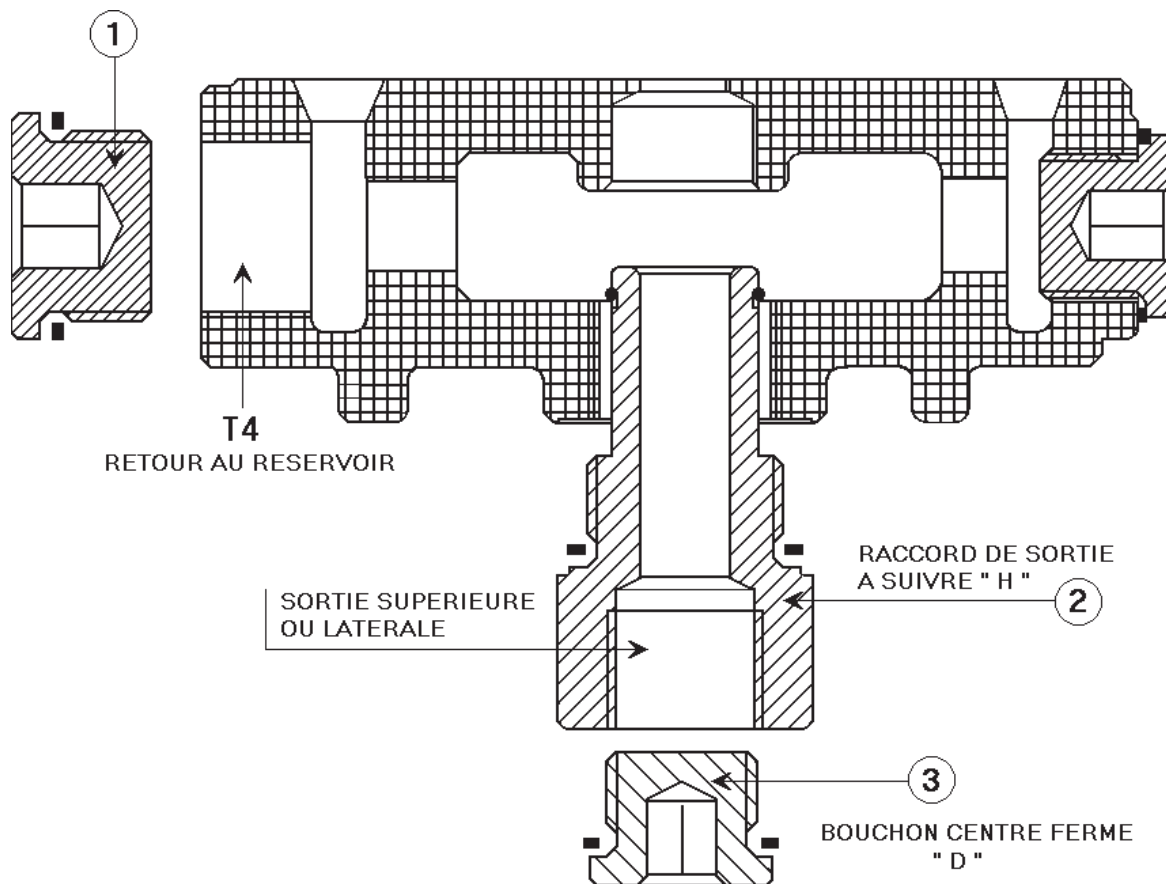 1
T4
RETOUR AU RESERVOIR
RACCORD DE SORTIE
A SUIVRE " H "
2
SORTIE SUPERIEURE
OU LATERALE
3
BOUCHON CENTRE FERME
" D "